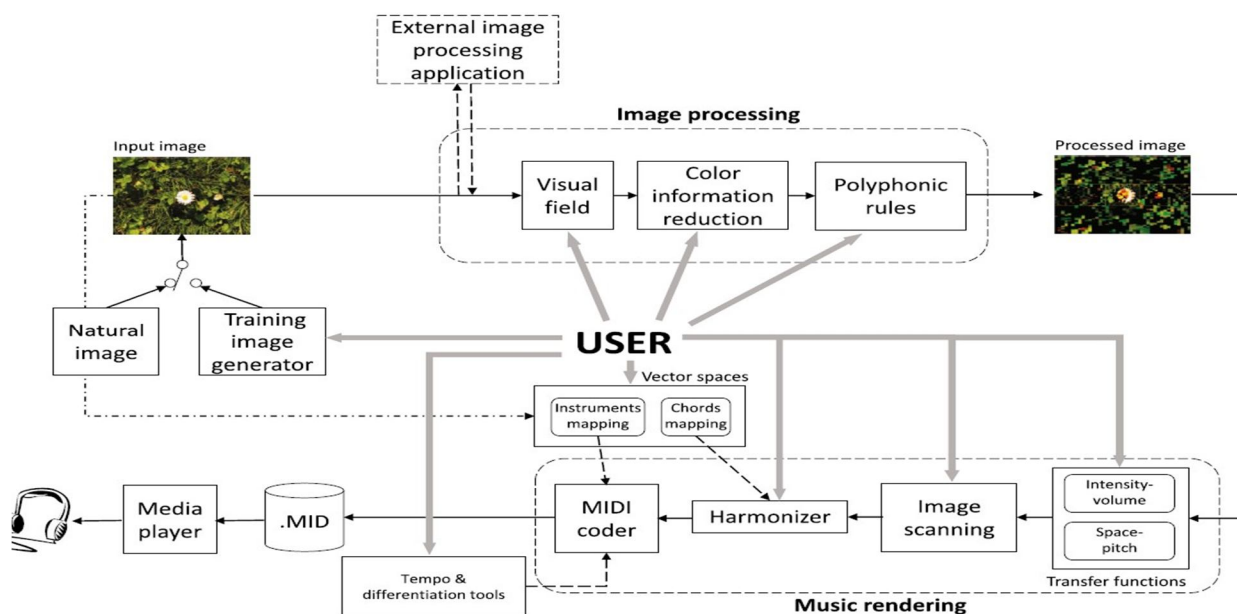 External image
processing
application
Image processing
Input image
Processed image
Visual
field
Color
information
reduction
Polyphonic
rules
Natural
image
Training
image
generator
USER
Vector spaces
Instruments
mapping
Chords
mapping
Media
player
.MID
MIDI
coder
Harmonizer
Image
scanning
Intensity-
volume
Space-
pitch
Transfer functions
Tempo &
differentiation tools
Music rendering